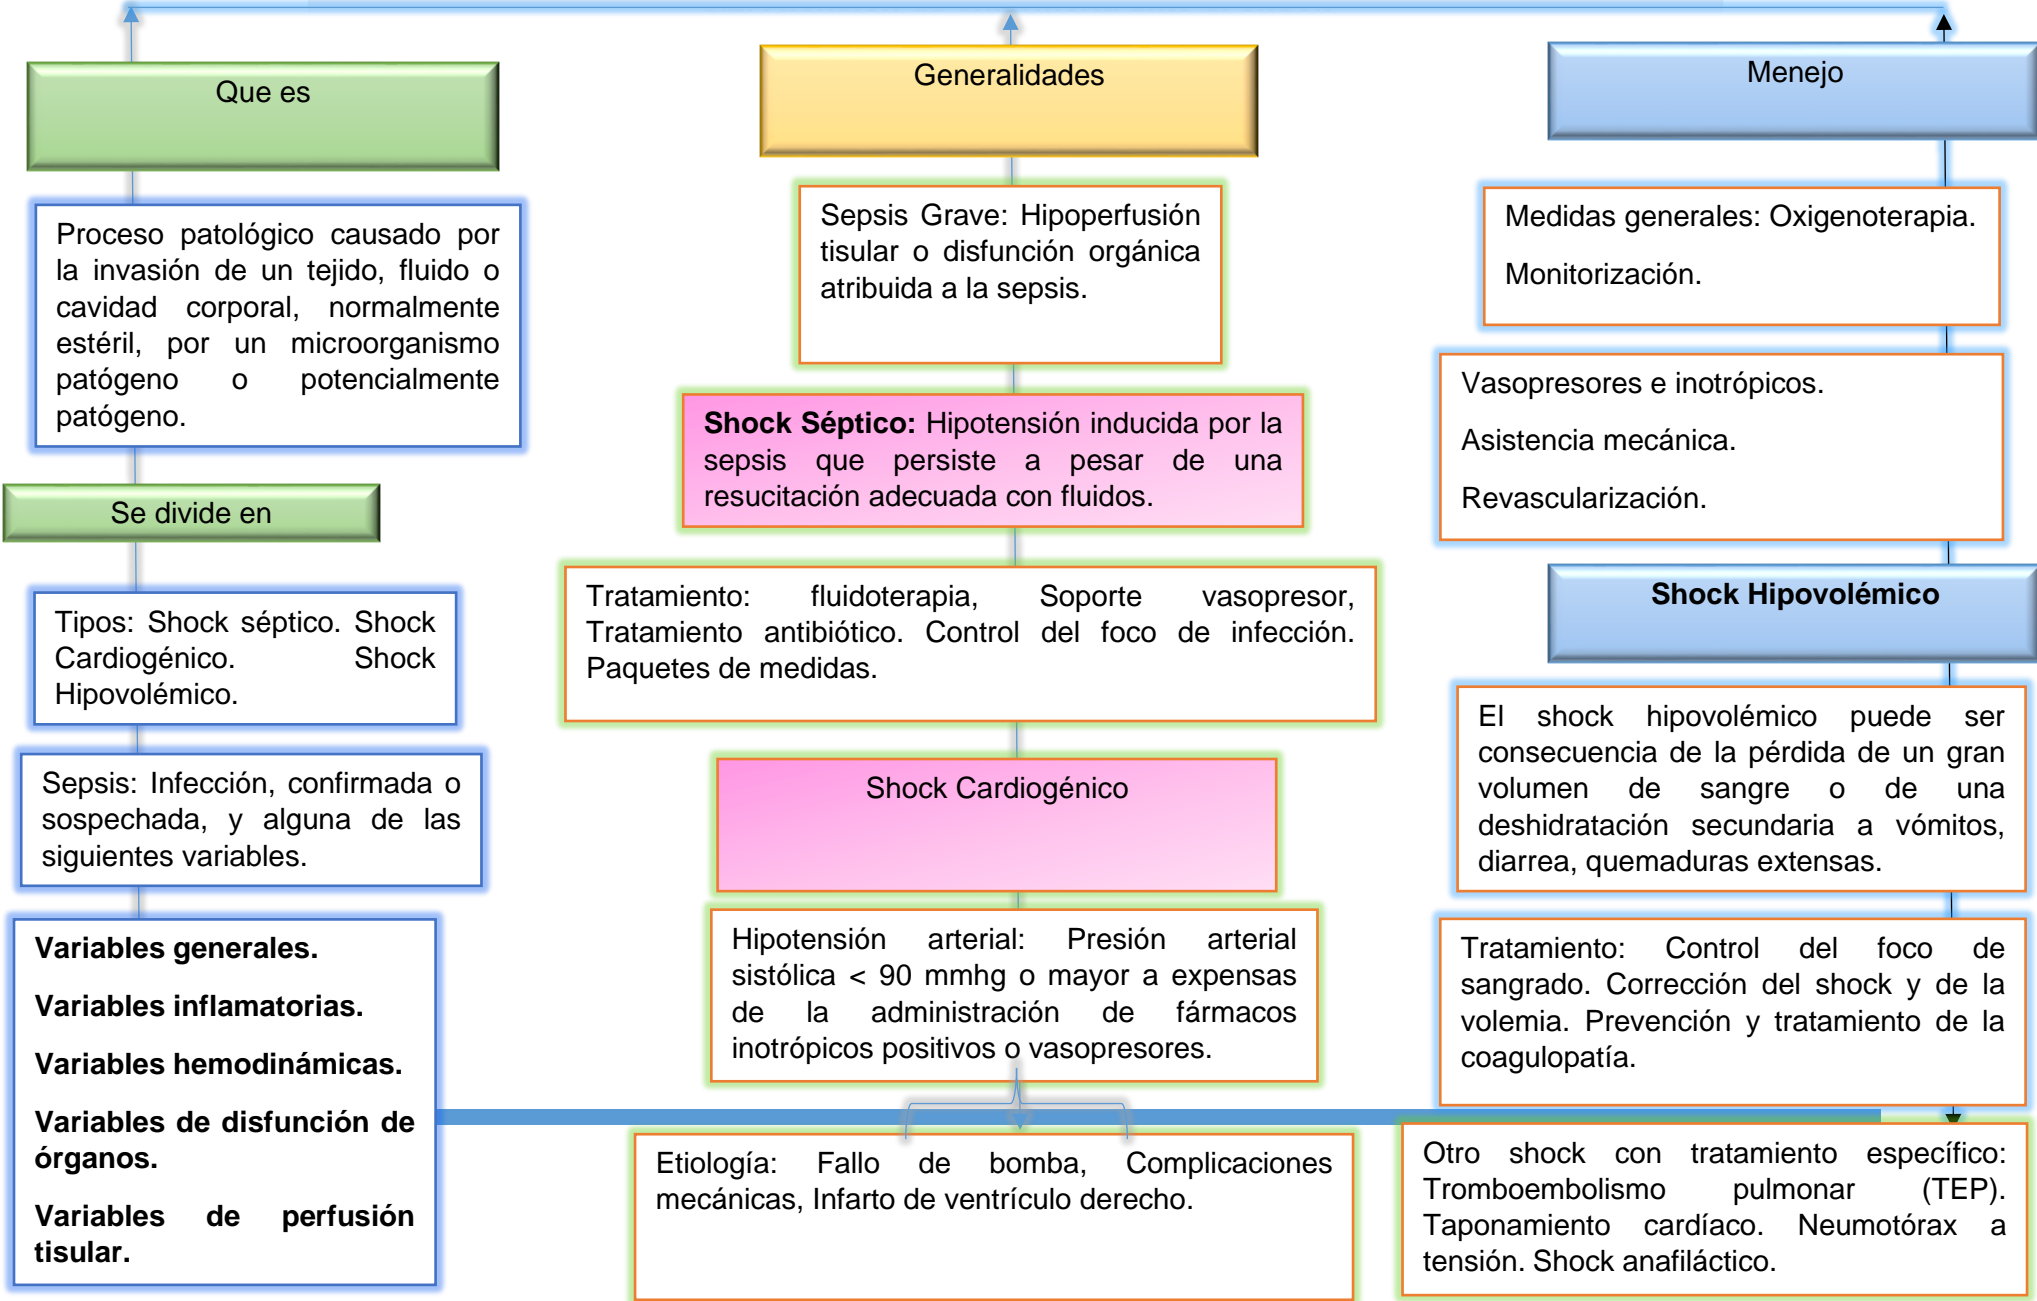 Que es
Proceso patológico causado por
la invasión de un tejido, fluido o
cavidad corporal, normalmente
estéril, por un microorganismo
patógeno o potencialmente
patógeno.
Se divide en
Tipos: Shock séptico. Shock
Cardiogénico. Shock
Hipovolémico.
Sepsis: Infección, confirmada o
sospechada, y alguna de las
siguientes variables.
Variables generales.
Variables inflamatorias.
Variables hemodinámicas.
Variables de disfunción de
órganos.
Variables de perfusión
tisular.
Generalidades
Sepsis Grave: Hipoperfusión
tisular o disfunción orgánica
atribuida a la sepsis.
Shock Séptico: Hipotensión inducida por la
sepsis que persiste a pesar de una
resucitación adecuada con fluidos.
Tratamiento: fluidoterapia, Soporte vasopresor,
Tratamiento antibiótico. Control del foco de infección.
Paquetes de medidas.
Shock Cardiogénico
Hipotensión arterial: Presión arterial
sistólica < 90 mmhg o mayor a expensas
de la administración de fármacos
inotrópicos positivos o vasopresores.
Etiología: Fallo de bomba, Complicaciones
mecánicas, Infarto de ventrículo derecho.
Menejo
Medidas generales: Oxigenoterapia.
Monitorización.
Vasopresores e inotrópicos.
Asistencia mecánica.
Revascularización.
Shock Hipovolémico
El shock hipovolémico puede ser
consecuencia de la pérdida de un gran
volumen de sangre o de una
deshidratación secundaria a vómitos,
diarrea, quemaduras extensas.
Tratamiento: Control del foco de
sangrado. Corrección del shock y de la
volemia. Prevención y tratamiento de la
coagulopatía.
Otro shock con tratamiento específico:
Tromboembolismo pulmonar (TEP).
Taponamiento cardíaco. Neumotórax a
tensión. Shock anafiláctico.